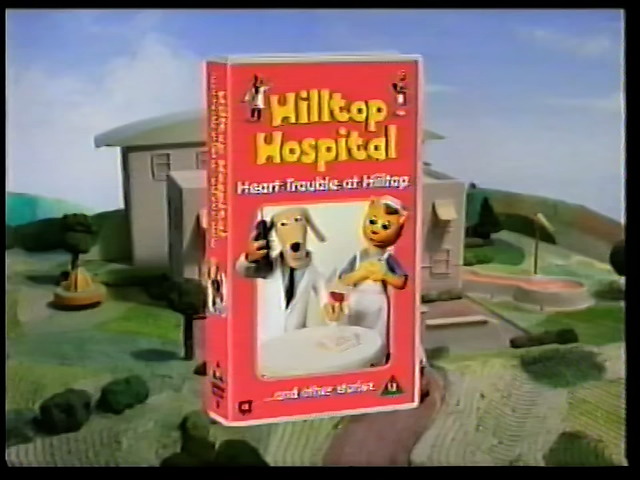 Hilltop
Hospital
Heart Trouble at Hilltop
...and other stories.
U